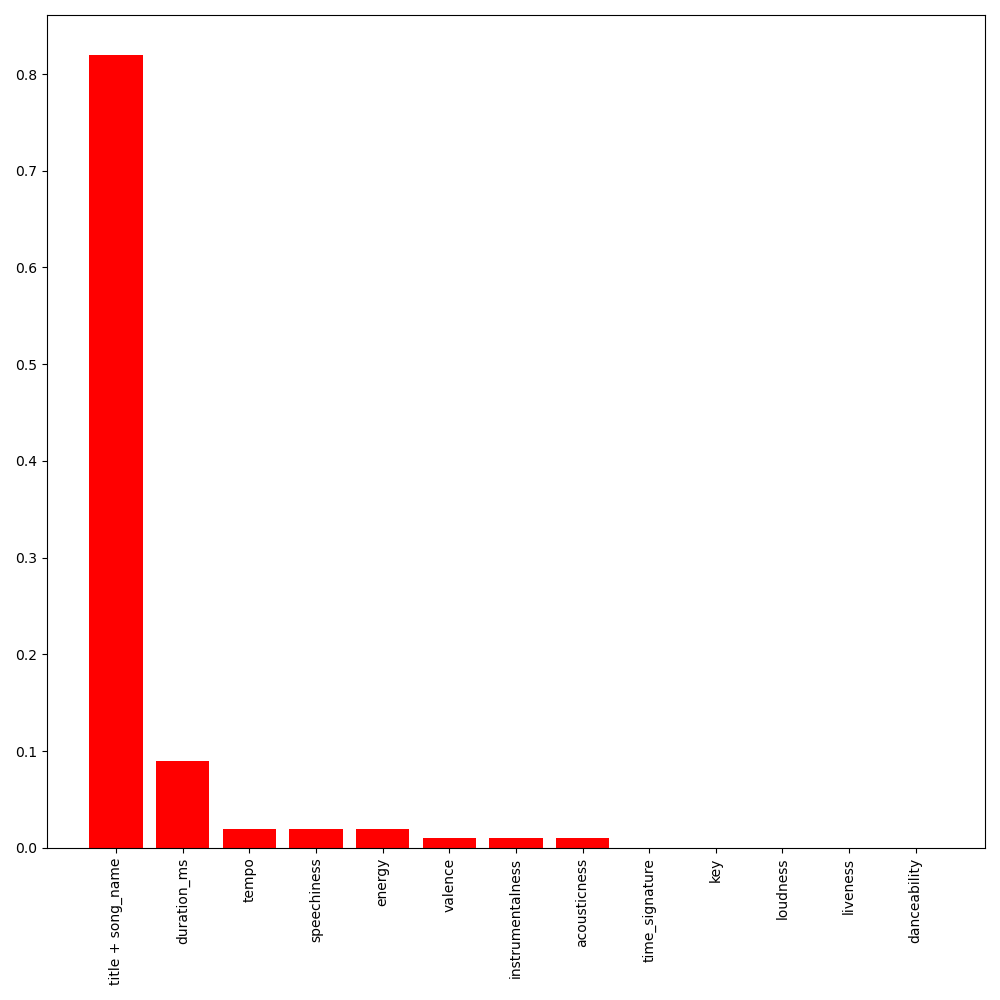 0.8
0.7
0.6
0.5
0.4
0.3
0.2
0.1
0.0
title + song_name
duration_ms
tempo
speechiness
energy
valence
instrumentalness
acousticness
time_signature
key
loudness
liveness
danceability